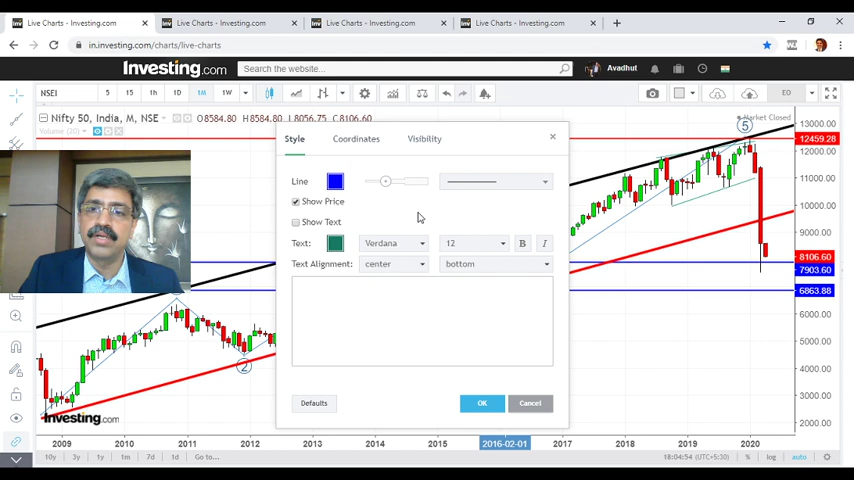 Live Charts - Investing.com
Live Charts - Investing.com
Live Charts - Investing.com
Live Charts - Investing.com
in.investing.com/charts/live-charts
Investing.com
Search the website...
Avadhut
NSEI
5
15
1h
1D
1M
1W
EO
Nifty 50, India, M, NSE
O8584.80 H8584.80 L8056.75 C8106.60
Market Closed
Volume (20)
5
2
Style
Coordinates
Visibility
Line
Show Price
Show Text
Text:
Verdana
12
B
I
Text Alignment:
center
bottom
Defaults
OK
Cancel
13000.00
12459.28
12000.00
11000.00
10000.00
9000.00
8106.60
7903.60
6863.88
6000.00
5000.00
4000.00
3000.00
2000.00
Investing.com
2009
2010
2011
2012
2013
2014
2015
2016-02-01
2017
2018
2019
2020
10y
3y
1y
1m
7d
1d
Go to...
18:04:54 (UTC+5:30)
%
log
auto